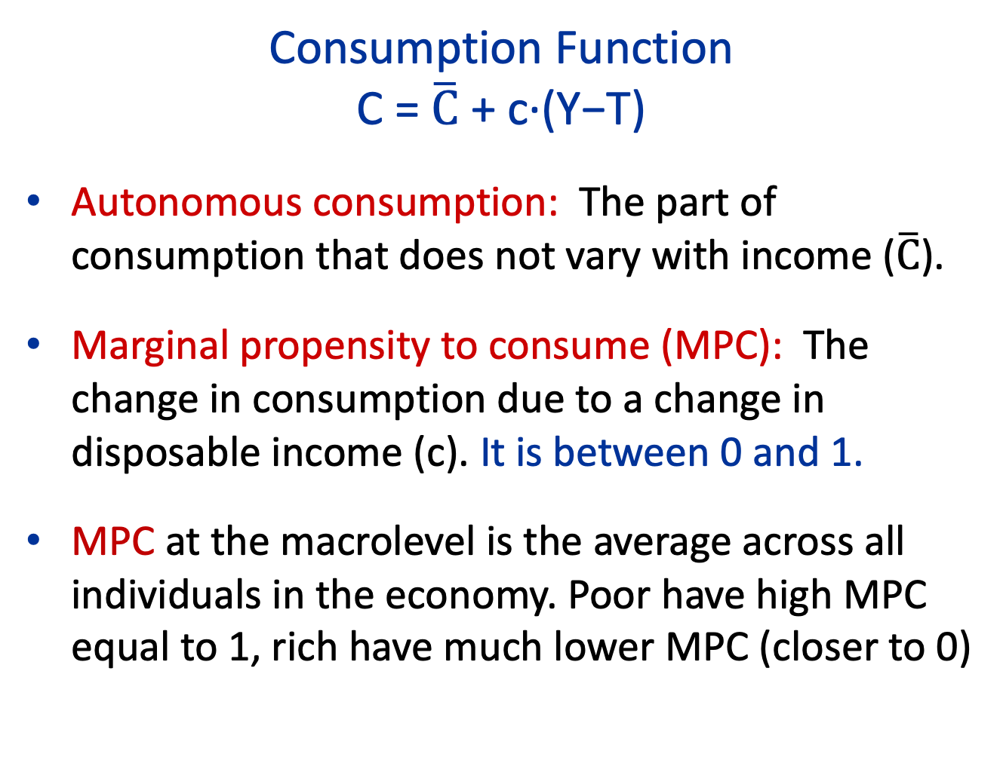 Consumption Function
C = C̅ + c·(Y−T)
• Autonomous consumption:  The part of
consumption that does not vary with income (C̅).
• Marginal propensity to consume (MPC):  The
change in consumption due to a change in
disposable income (c). It is between 0 and 1.
• MPC at the macrolevel is the average across all
individuals in the economy. Poor have high MPC
equal to 1, rich have much lower MPC (closer to 0)